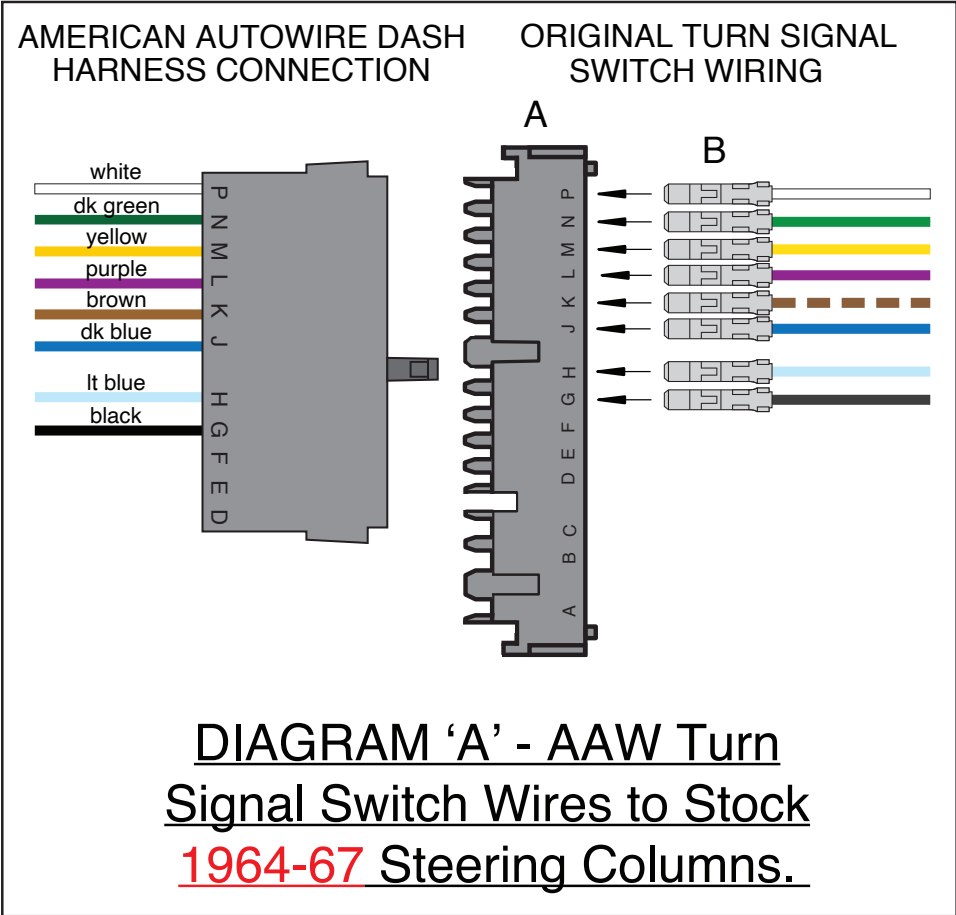 AMERICAN AUTOWIRE DASH
HARNESS CONNECTION
ORIGINAL TURN SIGNAL
SWITCH WIRING
A
B
white
dk green
yellow
purple
brown
dk blue
lt blue
black
P
N
M
L
K
J
H
G
F
E
D
P
N
M
L
K
J
H
G
F
E
D
C
B
A
DIAGRAM ‘A’ - AAW Turn
Signal Switch Wires to Stock
1964-67 Steering Columns.